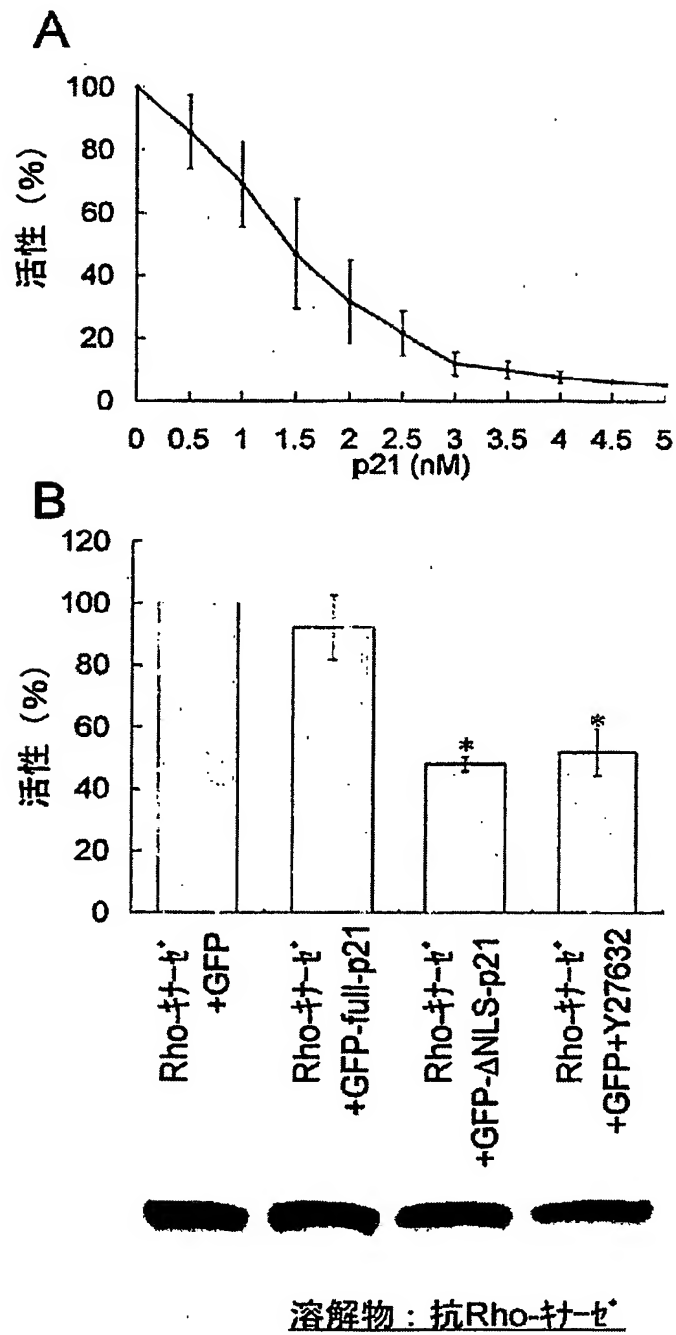 A
活性 (%)
100
80
60
40
20
0
0 0.5 1 1.5 2 2.5 3 3.5 4 4.5 5
p21 (nM)
B
活性 (%)
120
100
80
60
40
20
0
*
*
Rho-ｷﾅｰｾﾞ
+GFP
Rho-ｷﾅｰｾﾞ
+GFP-full-p21
Rho-ｷﾅｰｾﾞ
+GFP-ΔNLS-p21
Rho-ｷﾅｰｾﾞ
+GFP+Y27632
溶解物：抗Rho-ｷﾅｰｾﾞ